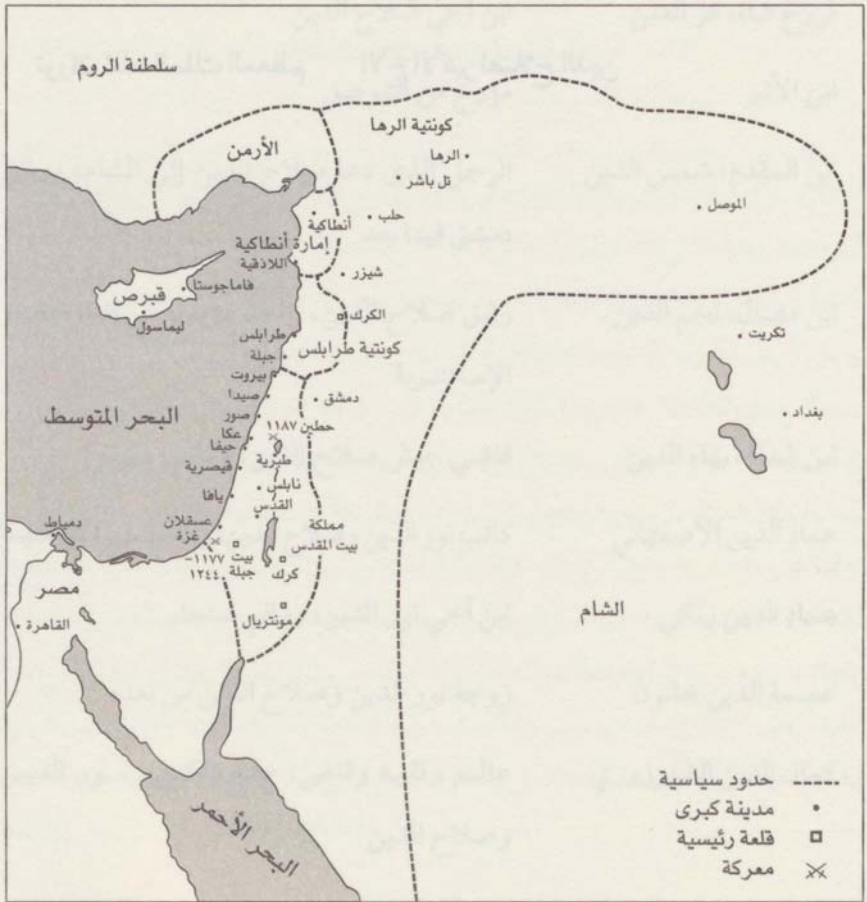 سلطنة الروم
كونتية الرها
الأرمن
الرها
تل باشر
الموصل
أنطاكية
حلب
إمارة أنطاكية
اللاذقية
شيزر
فاماجوستا
قبرص
ليماسول
الكرك
طرابلس
كونتية طرابلس
جبلة
بيروت
تكريت
دمشق
صيدا
البحر المتوسط
صور
بغداد
حطين ١١٨٧
عكا
حيفا
طبرية
قيصرية
نابلس
يافا
القدس
عسقلان
غزة
مملكة
بيت المقدس
دمياط
بيت
جبلة
١١٧٧-
١٢٤٤
كرك
مصر
القاهرة
مونتريال
الشام
البحر الأحمر
حدود سياسية
مدينة كبرى
قلعة رئيسية
معركة